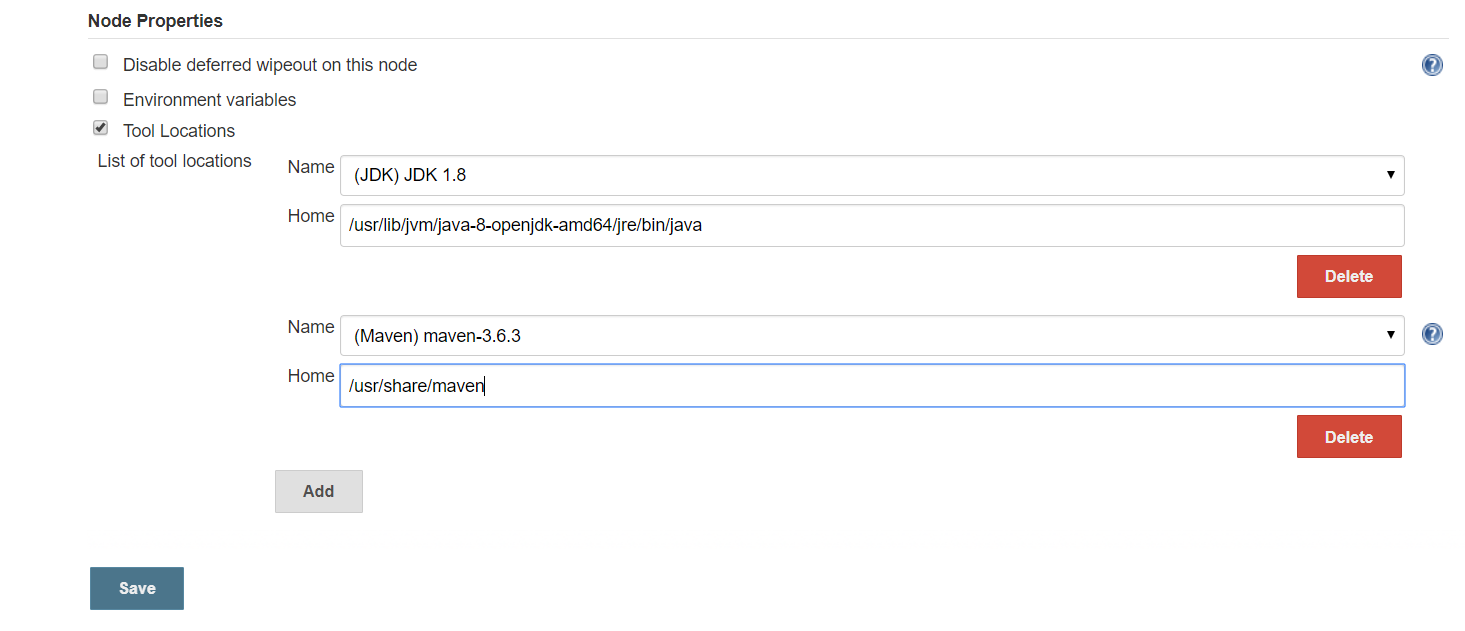 Node Properties
Disable deferred wipeout on this node
?
Environment variables
Tool Locations
List of tool locations
Name
(JDK) JDK 1.8
Home
/usr/lib/jvm/java-8-openjdk-amd64/jre/bin/java
Delete
Name
(Maven) maven-3.6.3
?
Home
/usr/share/maven
Delete
Add
Save